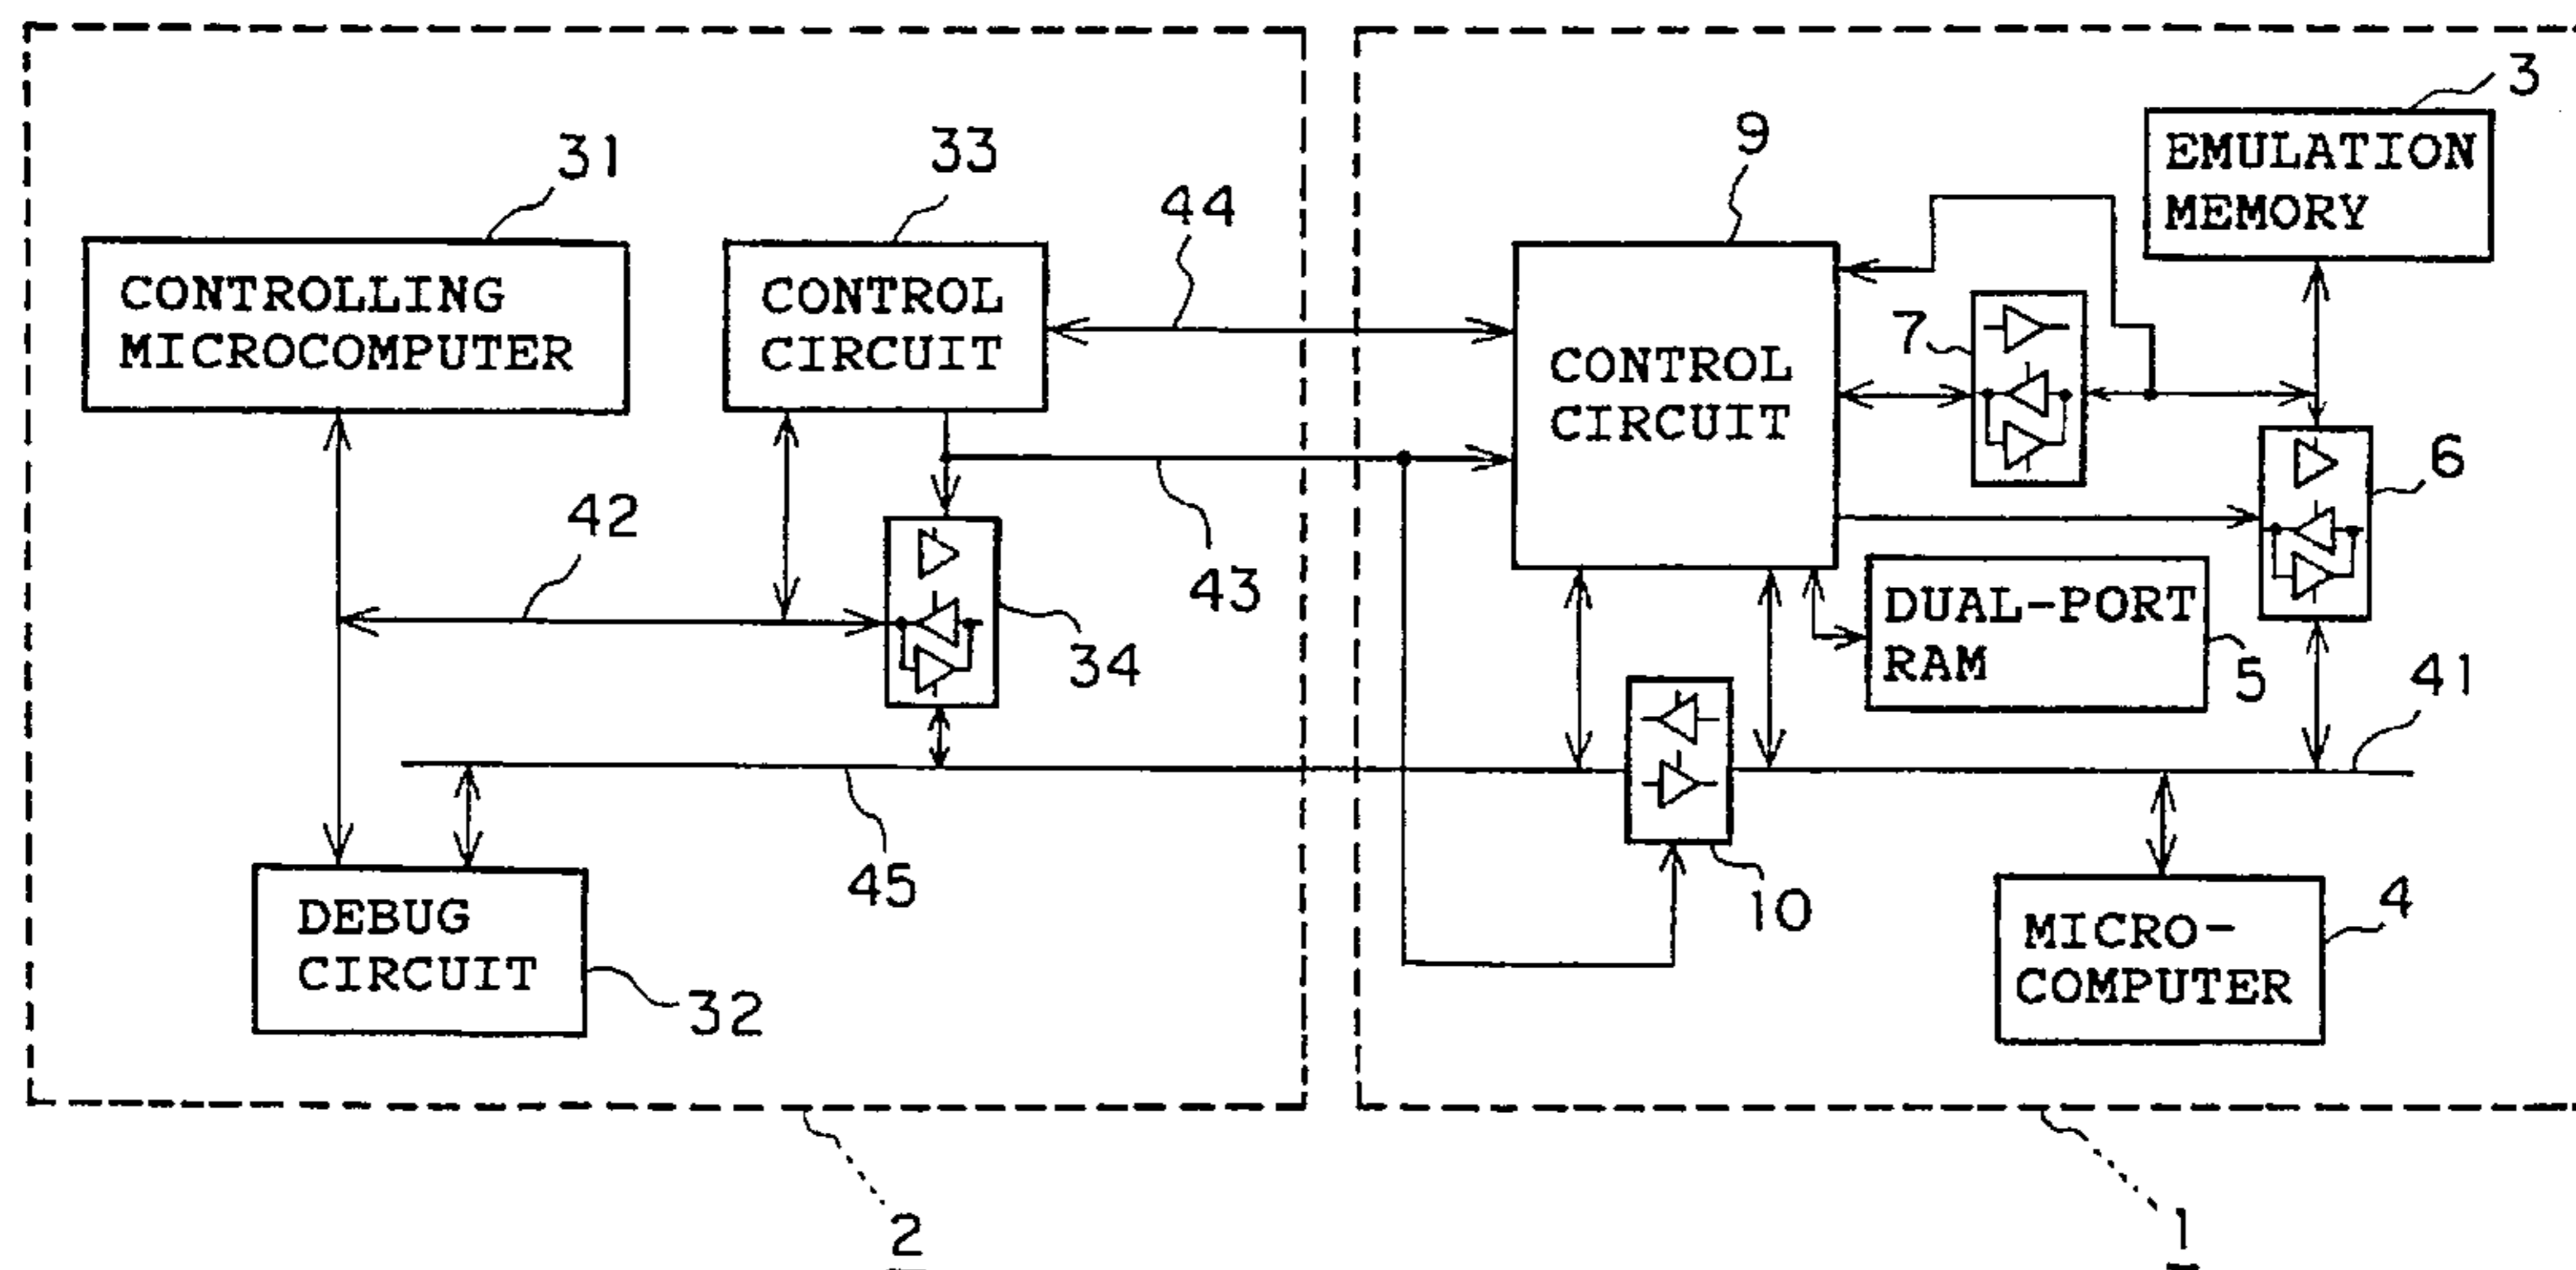 31
33
44
9
3
EMULATION
MEMORY
CONTROLLING
MICROCOMPUTER
CONTROL
CIRCUIT
CONTROL
CIRCUIT
7
6
42
43
34
DUAL-PORT
RAM
5
41
45
10
DEBUG
CIRCUIT
32
MICRO-
COMPUTER
4
2
1